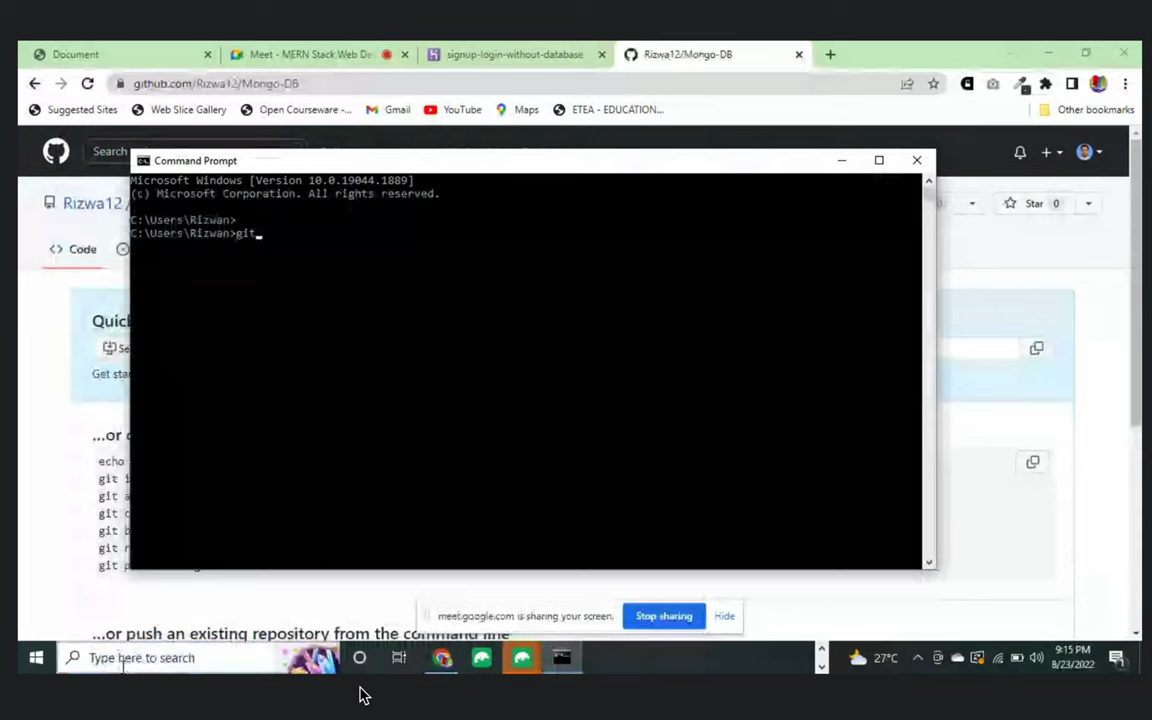 Document
Meet - MERN Stack Web De
signup-login-without-database
Rizwa12/Mongo-DB
github.com/Rizwa12/Mongo-DB
Suggested Sites
Web Slice Gallery
Open Courseware -...
Gmail
YouTube
Maps
ETEA - EDUCATION...
Other bookmarks
Search
Command Prompt
Microsoft Windows [Version 10.0.19044.1889]
(c) Microsoft Corporation. All rights reserved.
C:\Users\Rizwan>
C:\Users\Rizwan>git
Rizwa12 /
Star 0
<> Code
Quic
Se
Get star
...or c
echo
git i
git a
git c
git b
git r
git p
meet.google.com is sharing your screen.
Stop sharing
Hide
...or push an existing repository from the command line
Type here to search
27°C
9:15 PM
8/23/2022
1